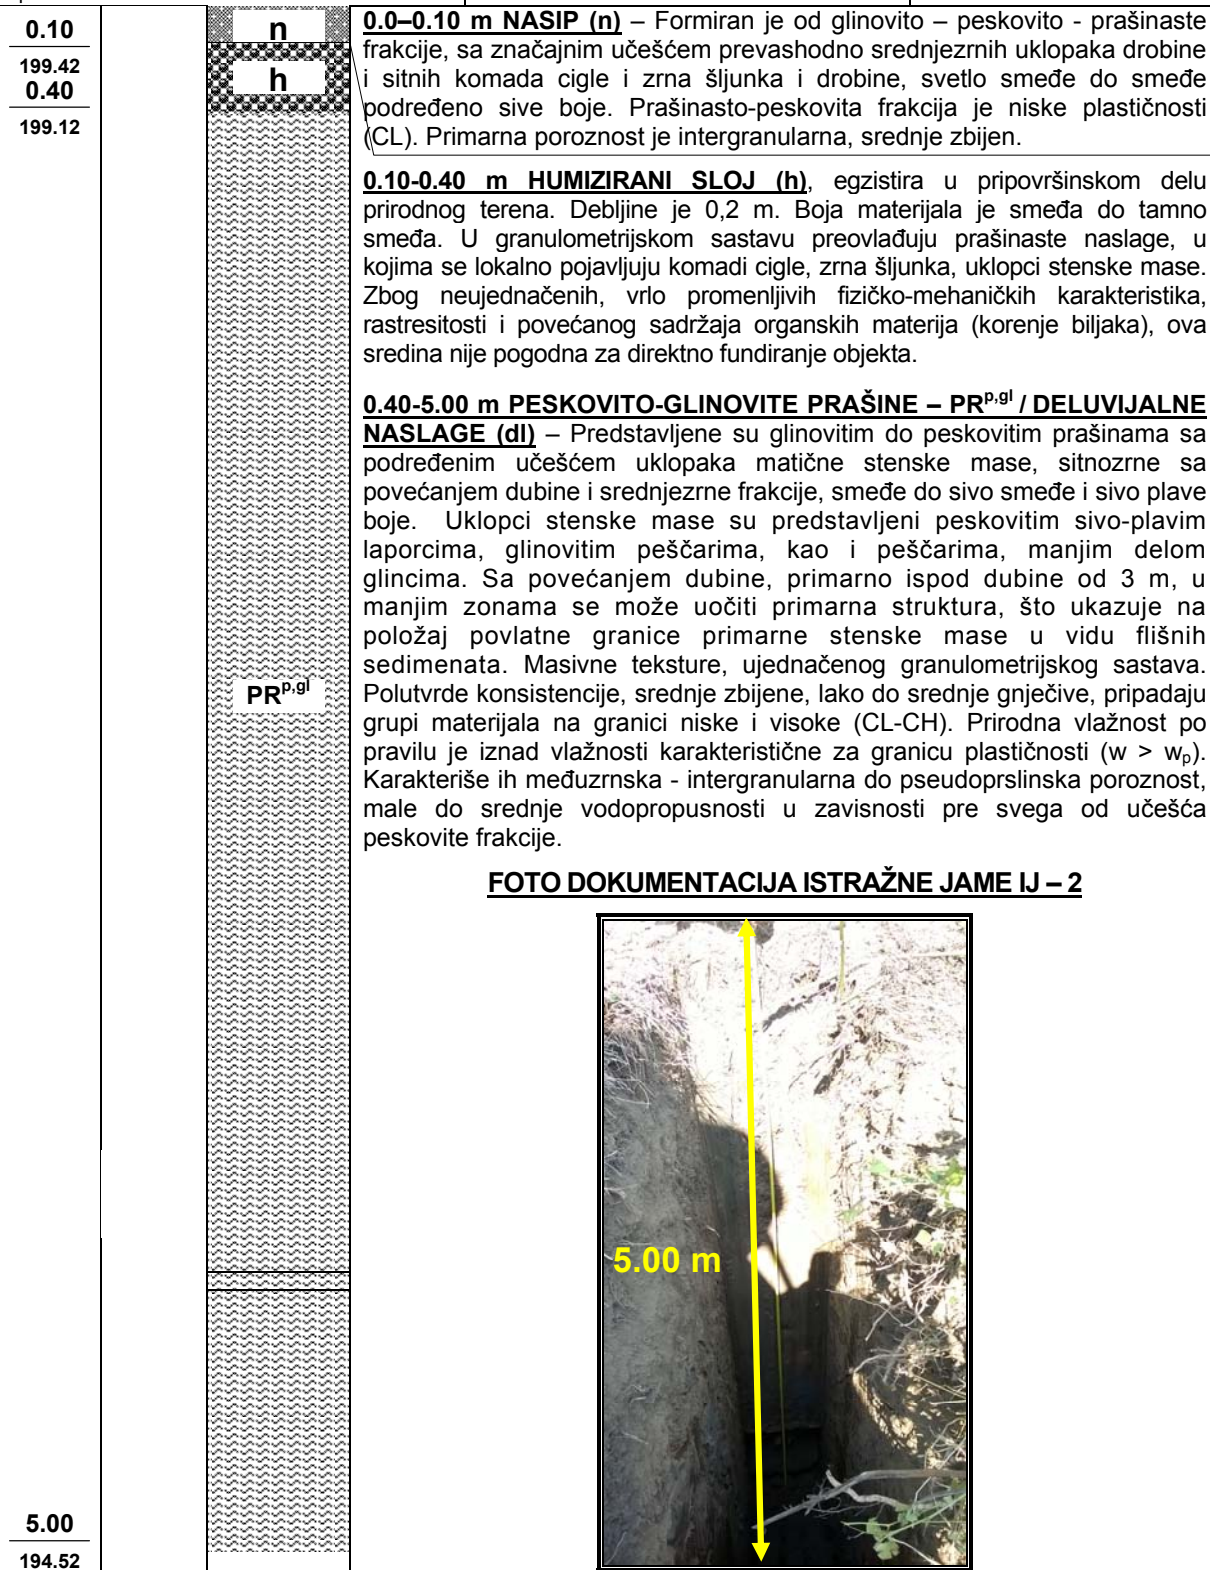 0.10
199.42
0.40
199.12
n
h
0.0–0.10 m NASIP (n) – Formiran je od glinovito – peskovito - prašinaste
frakcije, sa značajnim učešćem prevashodno srednjezrnih uklopaka drobine
i sitnih komada cigle i zrna šljunka i drobine, svetlo smeđe do smeđe
podređeno sive boje. Prašinasto-peskovita frakcija je niske plastičnosti
(CL). Primarna poroznost je intergranularna, srednje zbijen.
0.10-0.40 m HUMIZIRANI SLOJ (h), egzistira u pripovršinskom delu
prirodnog terena. Debljine je 0,2 m. Boja materijala je smeđa do tamno
smeđa. U granulometrijskom sastavu preovlađuju prašinaste naslage, u
kojima se lokalno pojavljuju komadi cigle, zrna šljunka, uklopci stenske mase.
Zbog neujednačenih, vrlo promenljivih fizičko-mehaničkih karakteristika,
rastresitosti i povećanog sadržaja organskih materija (korenje biljaka), ova
sredina nije pogodna za direktno fundiranje objekta.
0.40-5.00 m PESKOVITO-GLINOVITE PRAŠINE – PRp,gl / DELUVIJALNE
NASLAGE (dl) – Predstavljene su glinovitim do peskovitim prašinama sa
podređenim učešćem uklopaka matične stenske mase, sitnozrne sa
povećanjem dubine i srednjezrne frakcije, smeđe do sivo smeđe i sivo plave
boje. Uklopci stenske mase su predstavljeni peskovitim sivo-plavim
laporcima, glinovitim peščarima, kao i peščarima, manjim delom
glincima. Sa povećanjem dubine, primarno ispod dubine od 3 m, u
manjim zonama se može uočiti primarna struktura, što ukazuje na
položaj povlatne granice primarne stenske mase u vidu flišnih
sedimenata. Masivne teksture, ujednačenog granulometrijskog sastava.
Polutvrde konsistencije, srednje zbijene, lako do srednje gnječive, pripadaju
grupi materijala na granici niske i visoke (CL-CH). Prirodna vlažnost po
pravilu je iznad vlažnosti karakteristične za granicu plastičnosti (w > wp).
Karakteriše ih međuzrnska - intergranularna do pseudoprslinska poroznost,
male do srednje vodopropusnosti u zavisnosti pre svega od učešća
peskovite frakcije.
PRp,gl
FOTO DOKUMENTACIJA ISTRAŽNE JAME IJ – 2
5.00 m
5.00
194.52